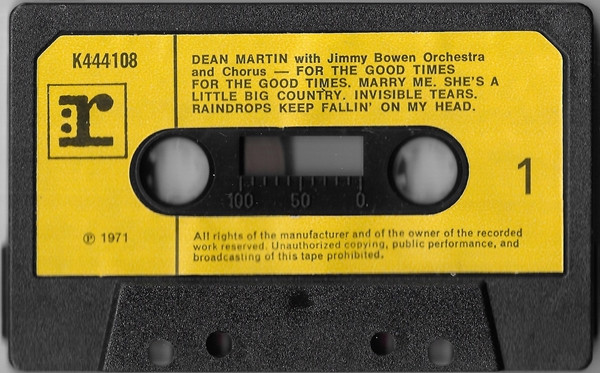 K444108
DEAN MARTIN with Jimmy Bowen Orchestra
and Chorus — FOR THE GOOD TIMES
FOR THE GOOD TIMES. MARRY ME. SHE'S A
LITTLE BIG COUNTRY. INVISIBLE TEARS.
RAINDROPS KEEP FALLIN' ON MY HEAD.
:r
1
100 50 0
℗ 1971
All rights of the manufacturer and of the owner of the recorded
work reserved. Unauthorized copying, public performance, and
broadcasting of this tape prohibited.